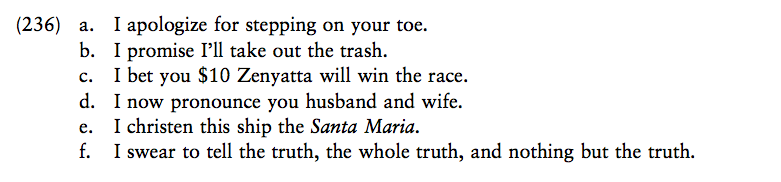 (236) a. I apologize for stepping on your toe.
b. I promise I’ll take out the trash.
c. I bet you $10 Zenyatta will win the race.
d. I now pronounce you husband and wife.
e. I christen this ship the Santa Maria.
f. I swear to tell the truth, the whole truth, and nothing but the truth.